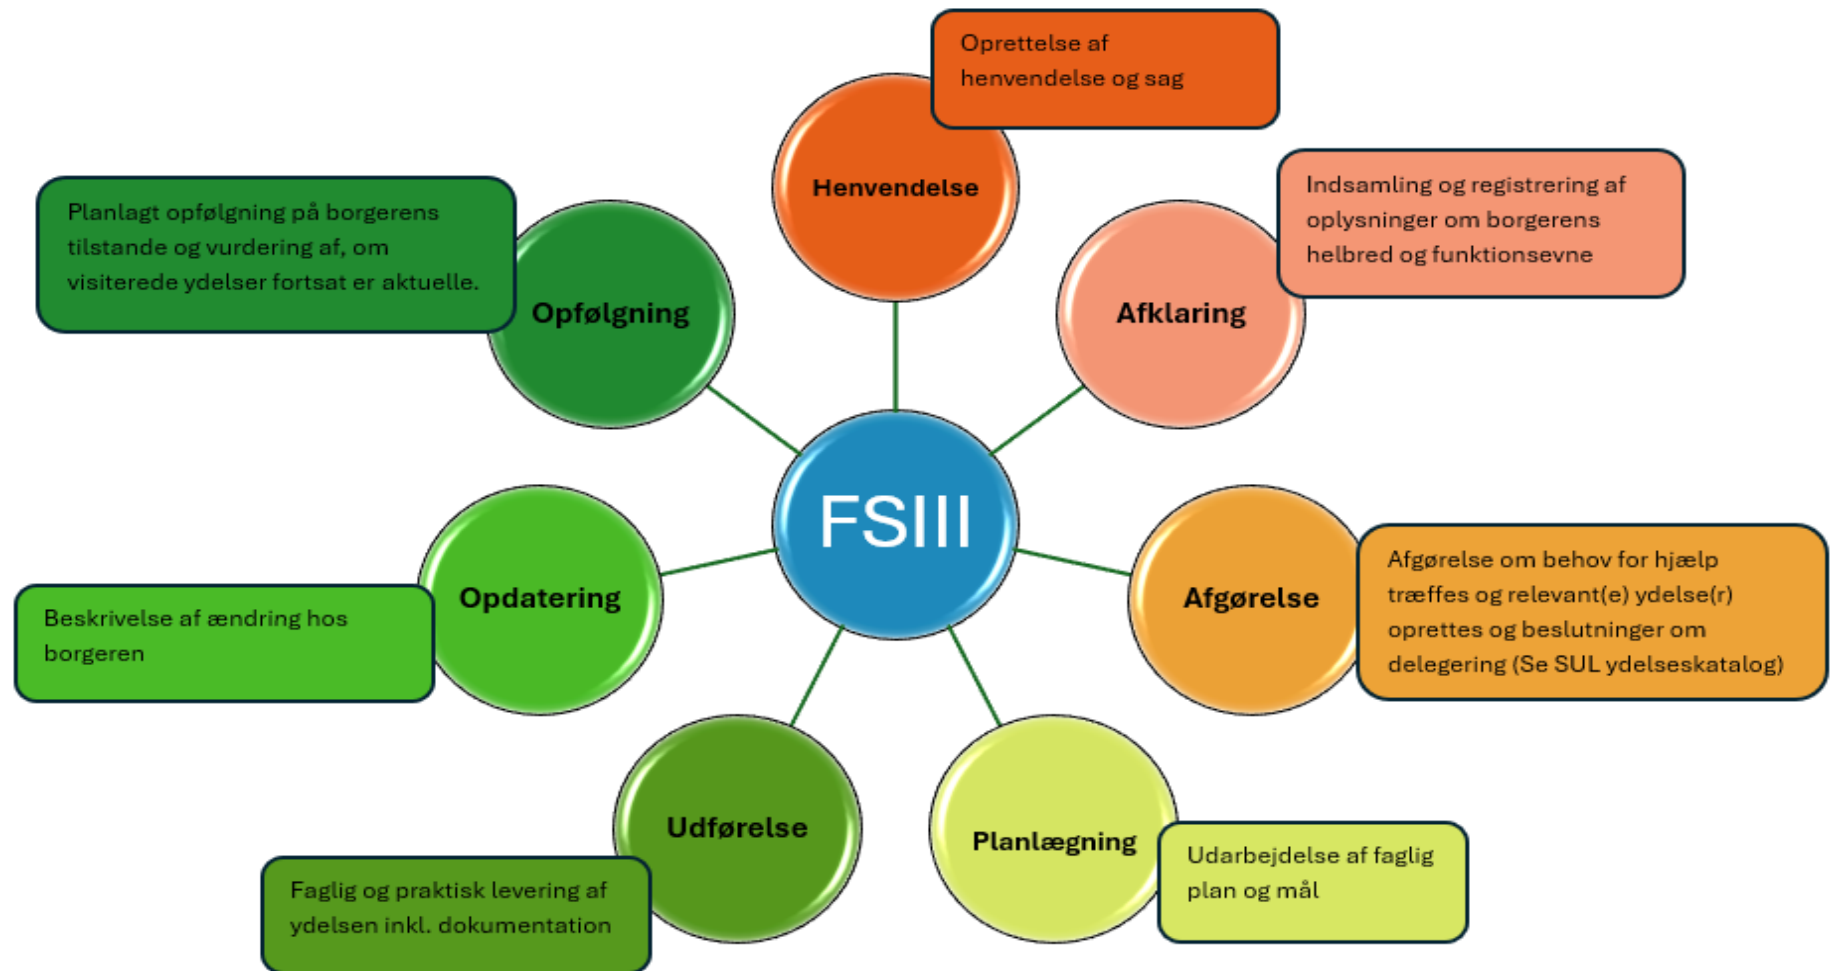 Oprettelse af
henvendelse og sag
Henvendelse
Indsamling og registrering af
oplysninger om borgerens
helbred og funktionsevne
Afklaring
Afgørelse om behov for hjælp
træffes og relevant(e) ydelse(r)
oprettes og beslutninger om
delegering (Se SUL ydelseskatalog)
Afgørelse
Udarbejdelse af faglig
plan og mål
Planlægning
Faglig og praktisk levering af
ydelsen inkl. dokumentation
Udførelse
Beskrivelse af ændring hos
borgeren
Opdatering
Planlagt opfølgning på borgerens
tilstande og vurdering af, om
visiterede ydelser fortsat er aktuelle.
Opfølgning
FSIII